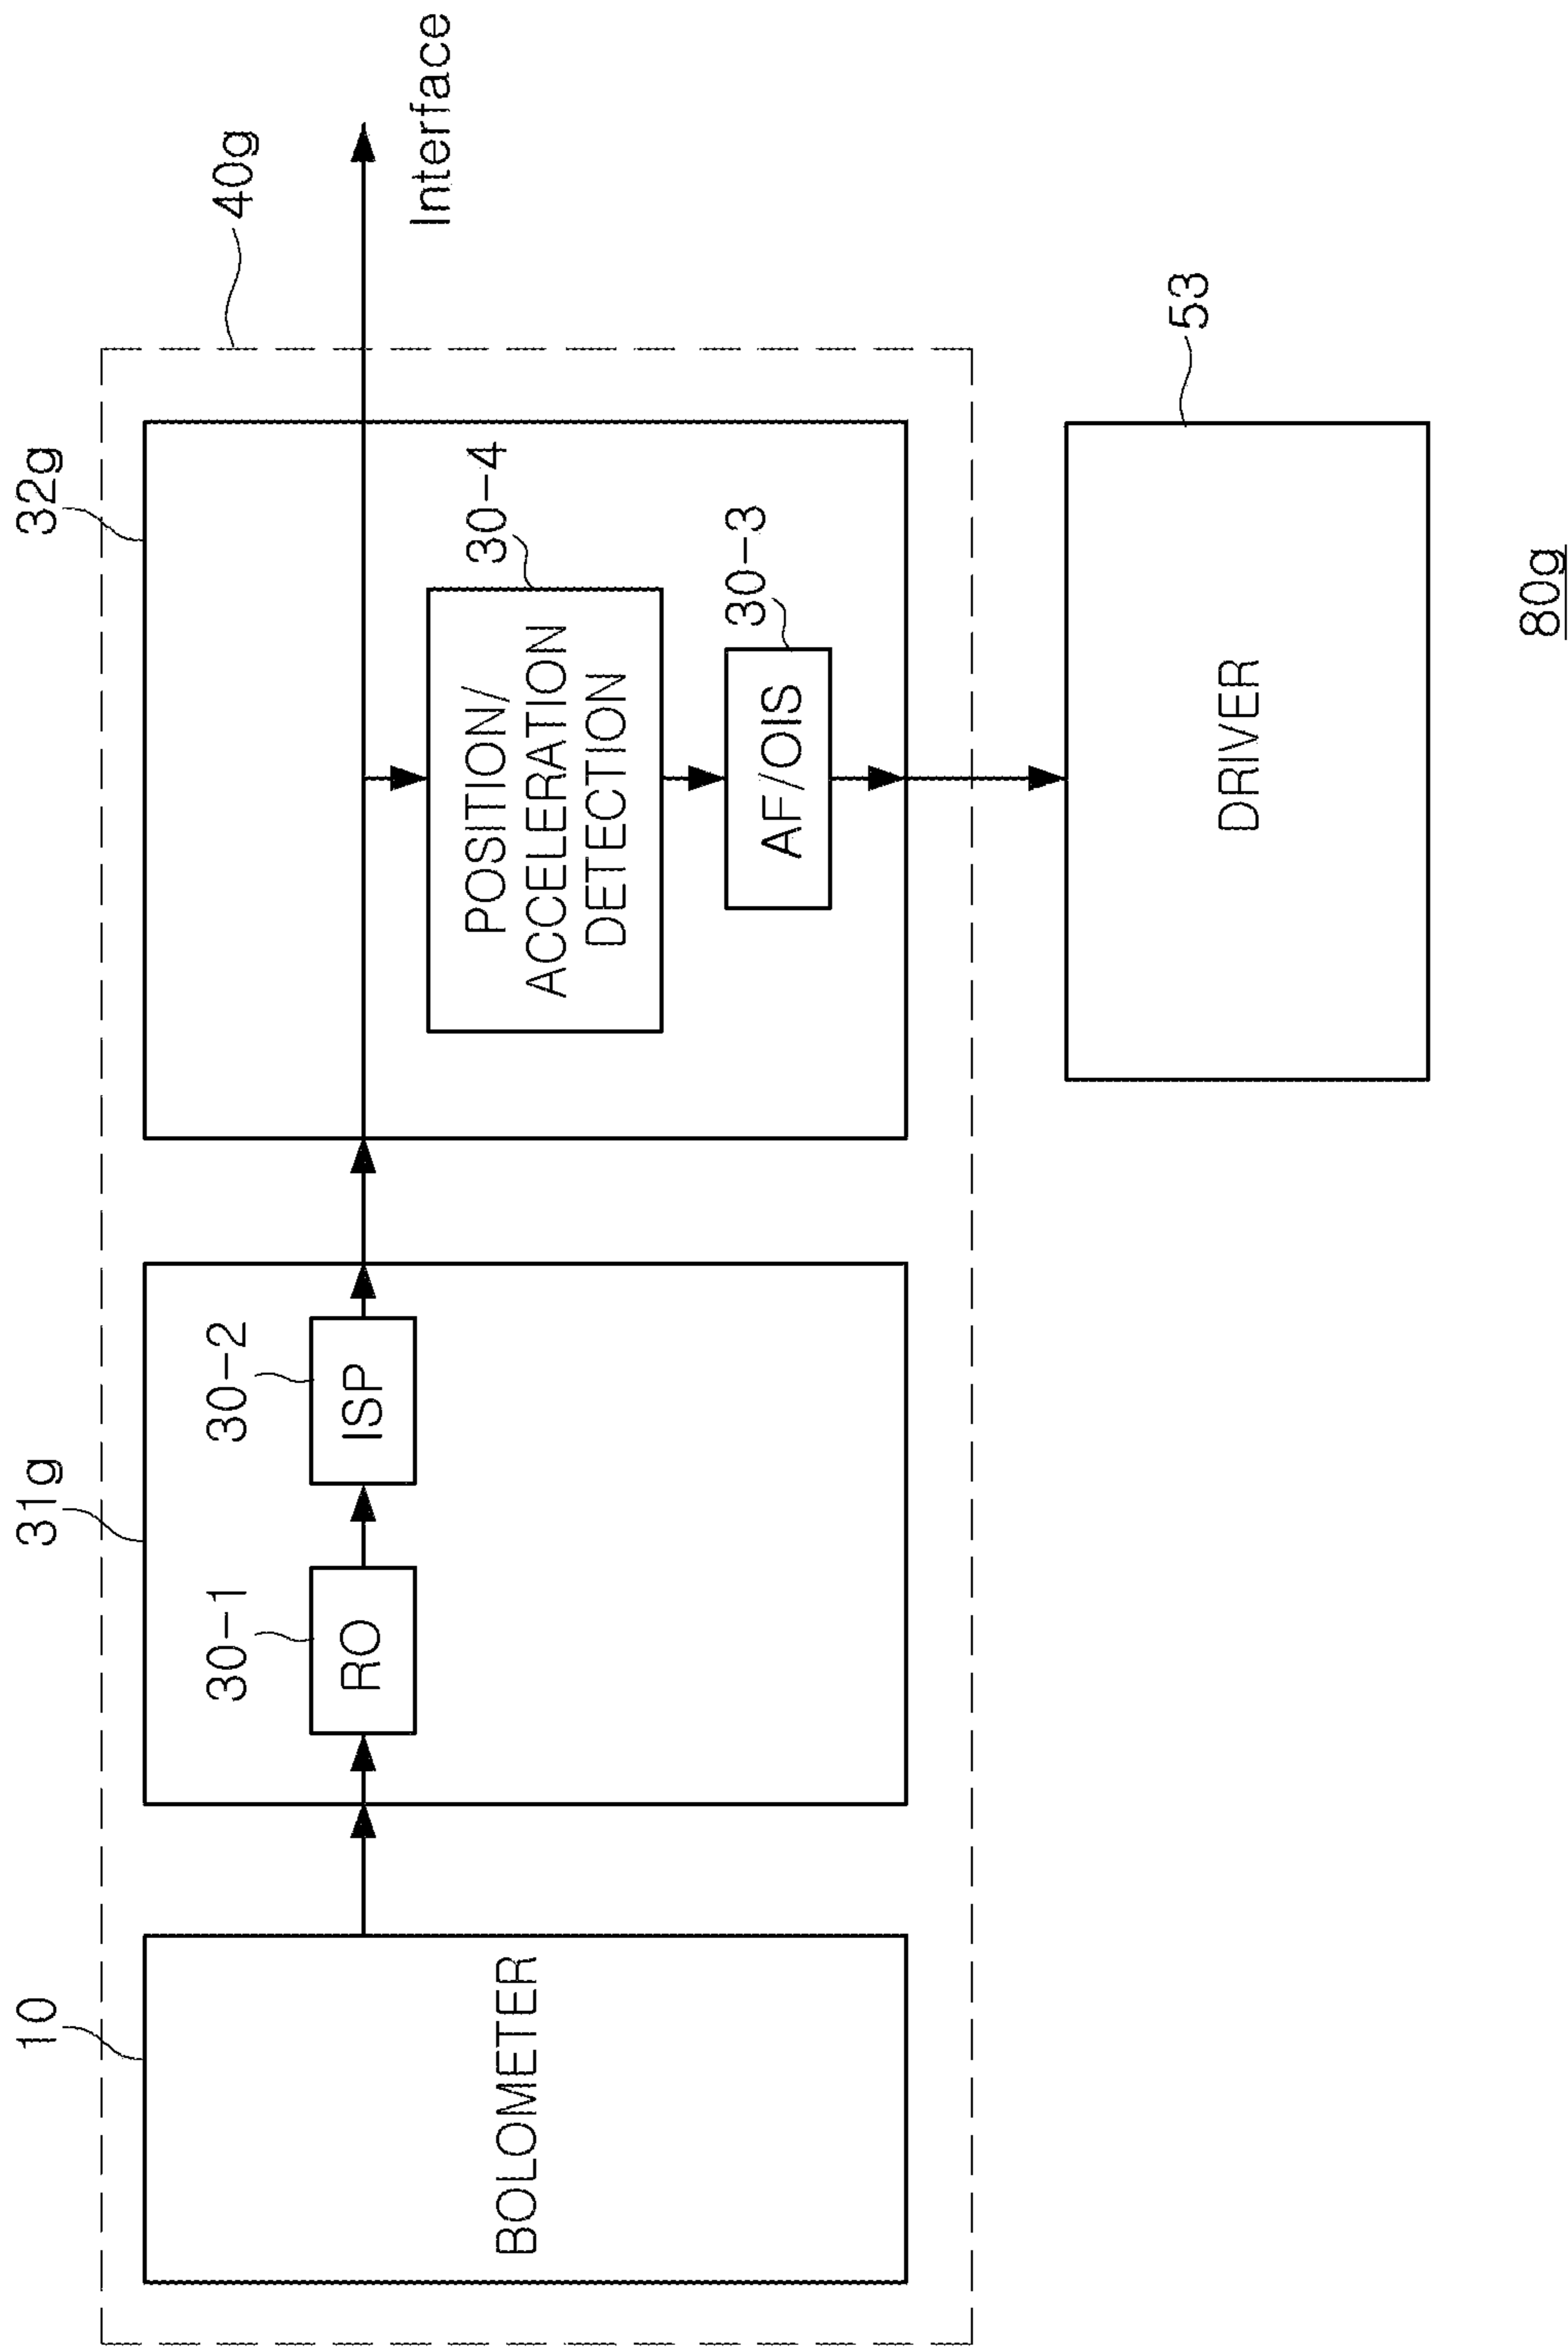 40g
10
31g
32g
30-1
30-2
Interface
RO
ISP
BOLOMETER
30-4
POSITION/
ACCELERATION
DETECTION
30-3
AF/OIS
53
DRIVER
80g